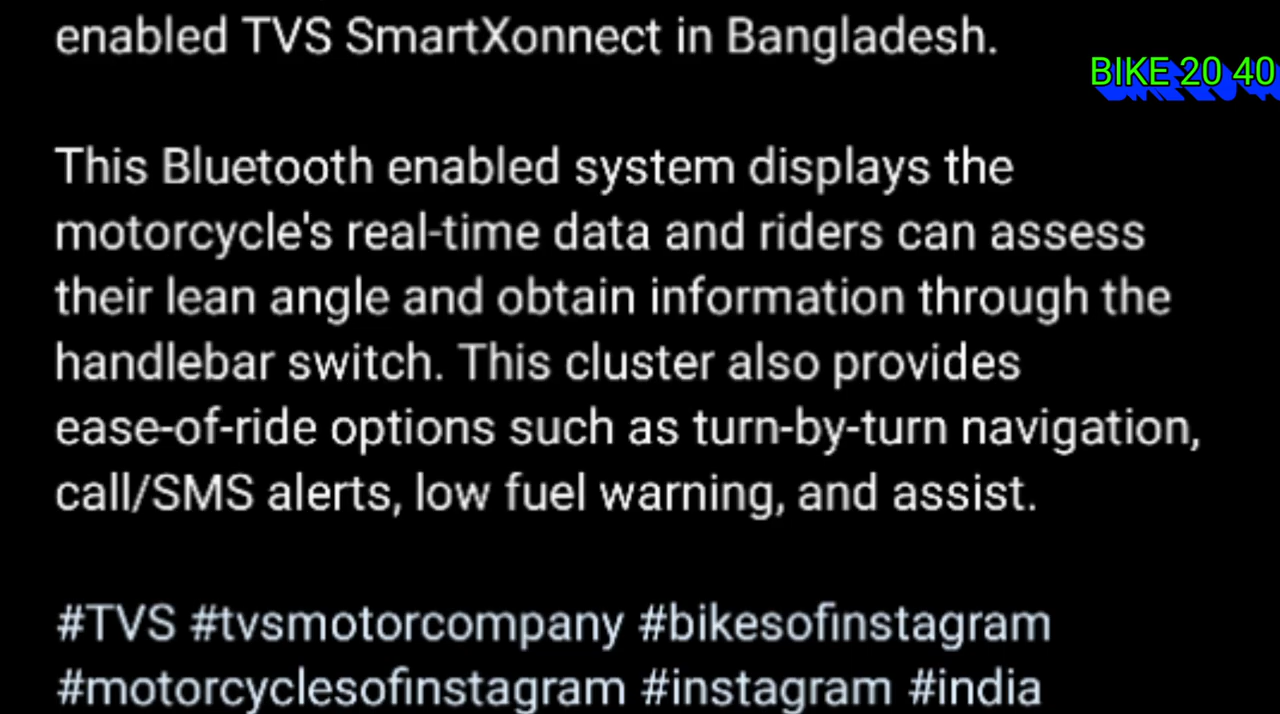 enabled TVS SmartXonnect in Bangladesh.
BIKE 20 40
This Bluetooth enabled system displays the
motorcycle's real-time data and riders can assess
their lean angle and obtain information through the
handlebar switch. This cluster also provides
ease-of-ride options such as turn-by-turn navigation,
call/SMS alerts, low fuel warning, and assist.
#TVS #tvsmotorcompany #bikesofinstagram
#motorcyclesofinstagram #instagram #india